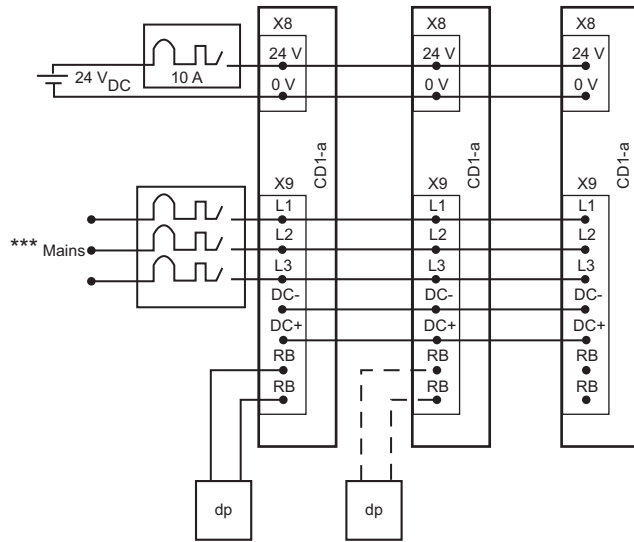 X8 X8 X8
24 V 24 V 24 V
24 V DC 10 A 0 V 0 V 0 V
CD1-a CD1-a CD1-a
X9 X9 X9
L1 L1 L1
L2 L2 L2
*** Mains
L3 L3 L3
DC- DC- DC-
DC+ DC+ DC+
RB RB RB
RB RB RB
dp dp